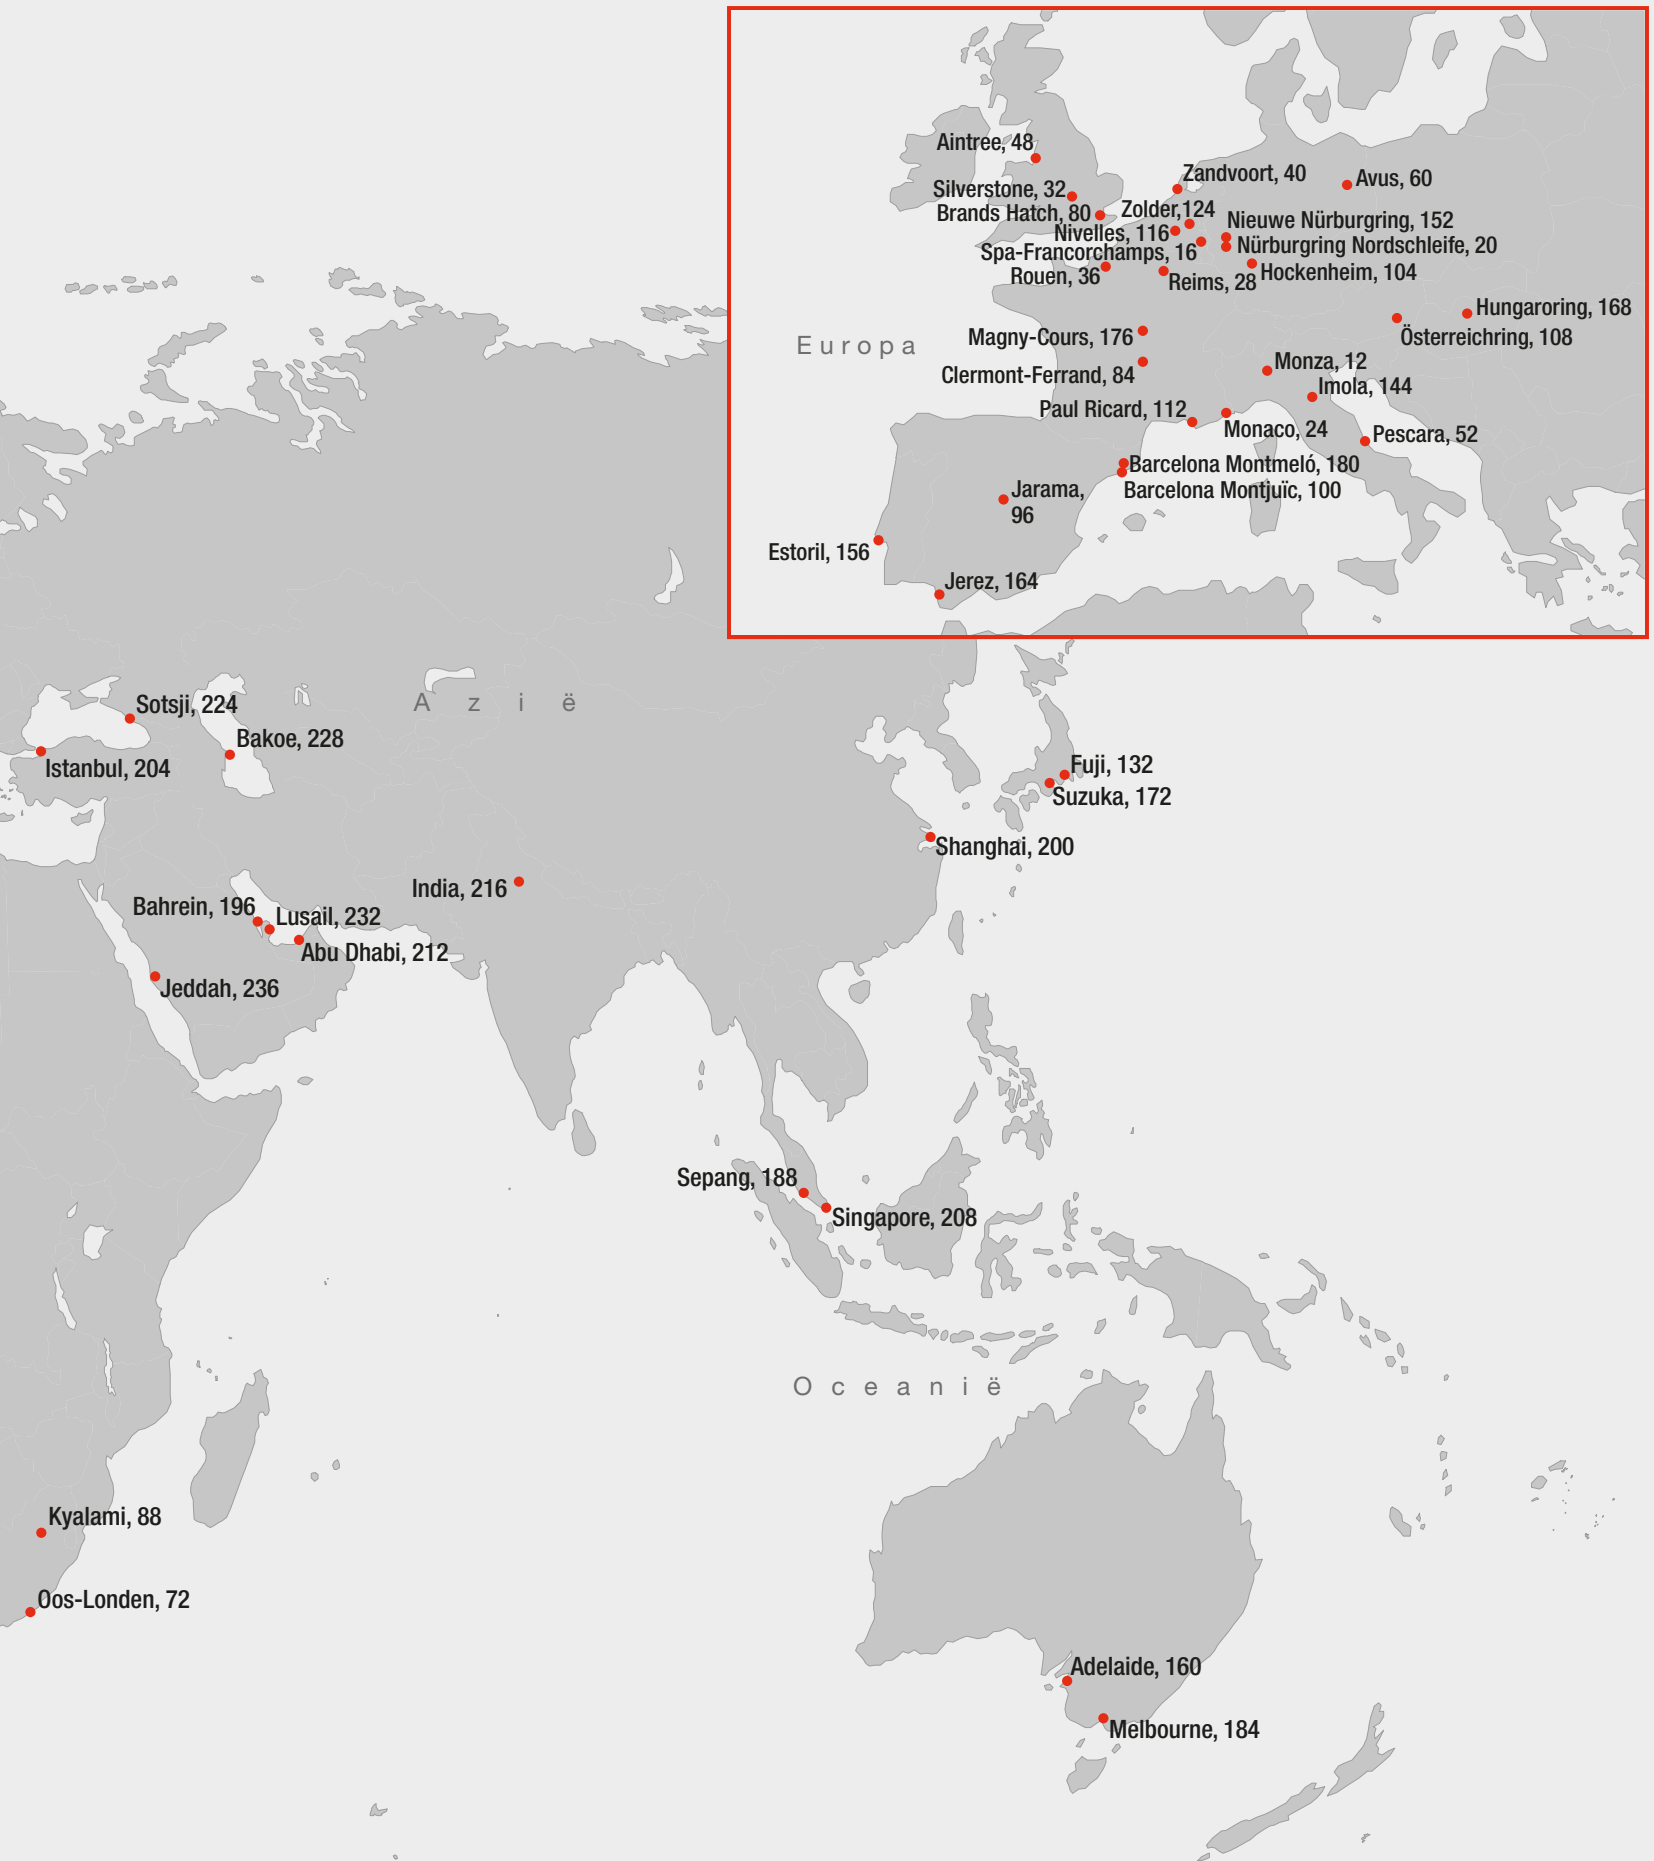 Aintree, 48
Zandvoort, 40
Avus, 60
Silverstone, 32
Brands Hatch, 80
Zolder,124
Nieuwe Nürburgring, 152
Nivelles, 116
Nürburgring Nordschleife, 20
Spa-Francorchamps, 16
Rouen, 36
Reims, 28
Hockenheim, 104
Hungaroring, 168
Österreichring, 108
Europa
Magny-Cours, 176
Monza, 12
Clermont-Ferrand, 84
Imola, 144
Paul Ricard, 112
Monaco, 24
Pescara, 52
Barcelona Montmeló, 180
Barcelona Montjuïc, 100
Jarama,
96
Estoril, 156
Jerez, 164
Azië
Sotsji, 224
Bakoe, 228
Istanbul, 204
Fuji, 132
Suzuka, 172
Shanghai, 200
India, 216
Bahrein, 196
Lusail, 232
Abu Dhabi, 212
Jeddah, 236
Sepang, 188
Singapore, 208
Oceanië
Kyalami, 88
Oos-Londen, 72
Adelaide, 160
Melbourne, 184